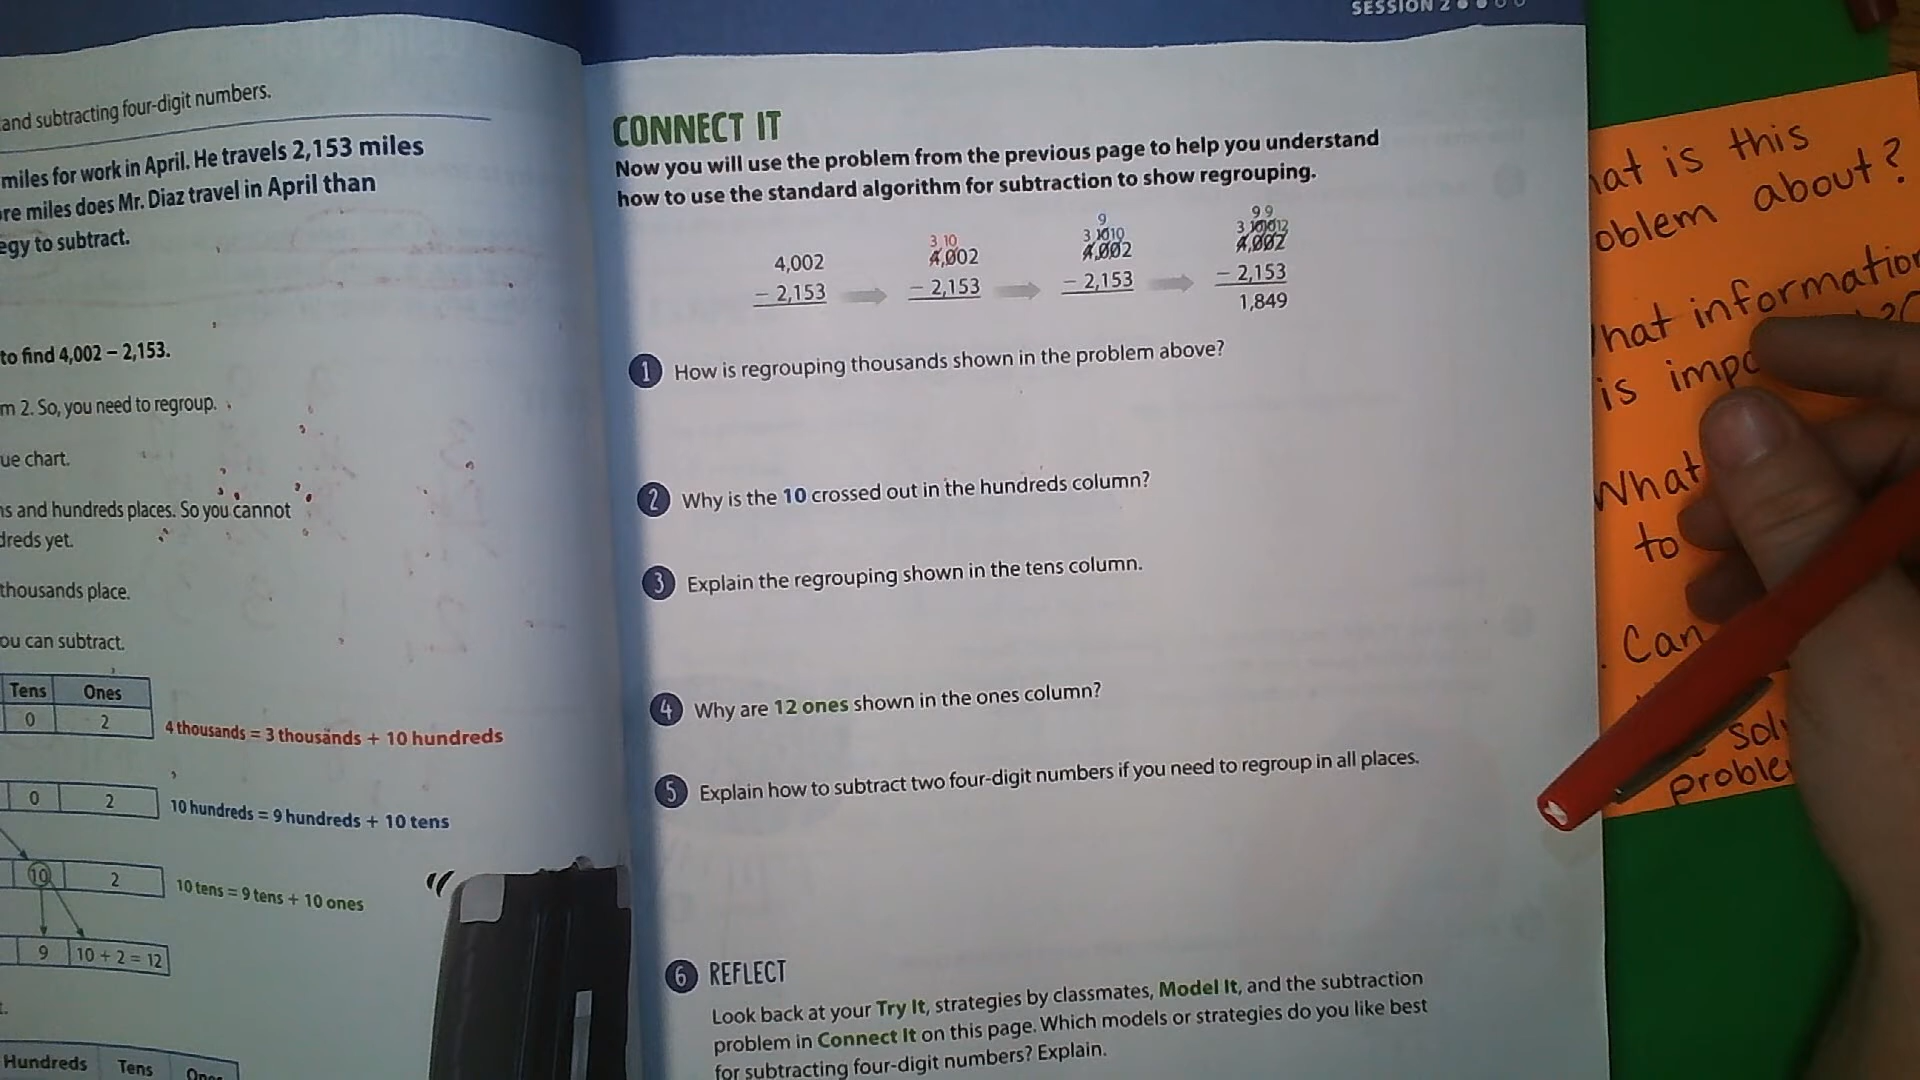 SESSION 2
and subtracting four-digit numbers.
miles for work in April. He travels 2,153 miles
re miles does Mr. Diaz travel in April than
egy to subtract.
to find 4,002 − 2,153.
m 2. So, you need to regroup.
ue chart.
ns and hundreds places. So you cannot
dreds yet.
thousands place.
ou can subtract.
Tens Ones
0 2
4 thousands = 3 thousands + 10 hundreds
0 2
10 hundreds = 9 hundreds + 10 tens
10 2
10 tens = 9 tens + 10 ones
9 10 + 2 = 12
Hundreds Tens Ones
CONNECT IT
Now you will use the problem from the previous page to help you understand
how to use the standard algorithm for subtraction to show regrouping.
9 9 9
3 10 3 10 10 3 10 10 12
4,002 4,002 4,002 4,002
− 2,153 − 2,153 − 2,153 − 2,153
1,849
1 How is regrouping thousands shown in the problem above?
2 Why is the 10 crossed out in the hundreds column?
3 Explain the regrouping shown in the tens column.
4 Why are 12 ones shown in the ones column?
5 Explain how to subtract two four-digit numbers if you need to regroup in all places.
6 REFLECT
Look back at your Try It, strategies by classmates, Model It, and the subtraction
problem in Connect It on this page. Which models or strategies do you like best
for subtracting four-digit numbers? Explain.
hat is this
oblem about?
hat information
is impo
What
to
Can
sol
proble